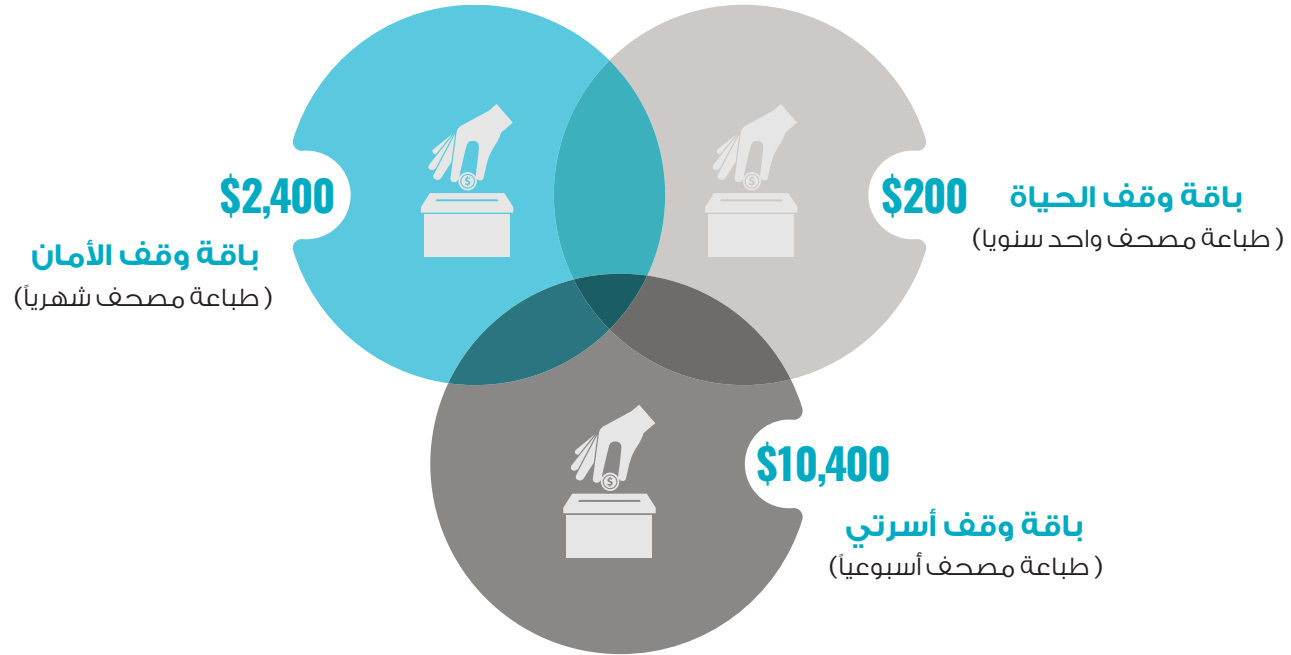 باقة وقف الحياة
$200
( طباعة مصحف واحد سنويا)
$2,400
باقة وقف الأمان
( طباعة مصحف شهرياً)
$10,400
باقة وقف أسرتي
( طباعة مصحف أسبوعياً)